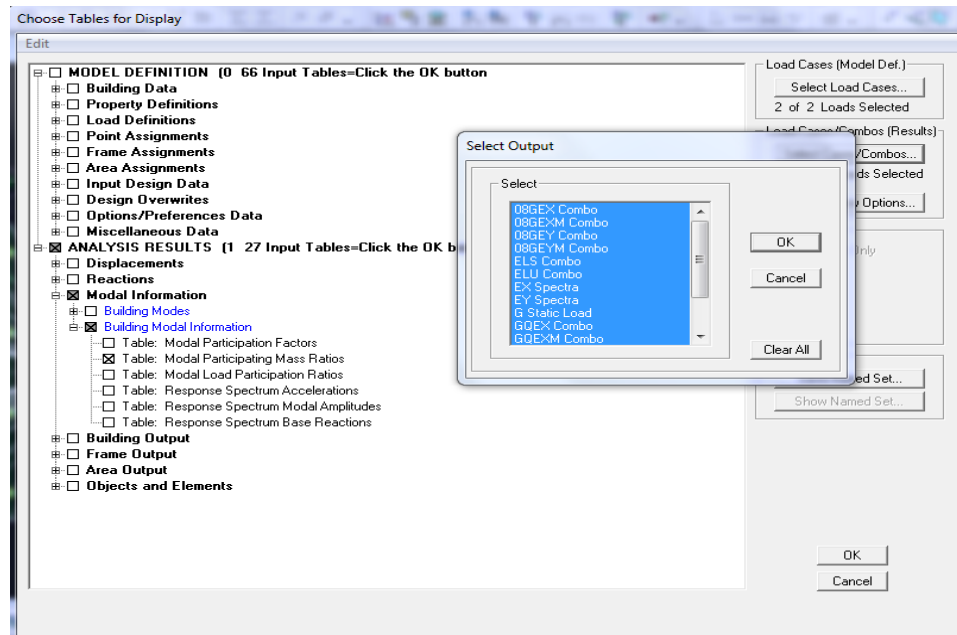 Choose Tables for Display
Edit
MODEL DEFINITION (0 66 Input Tables=Click the OK button
Building Data
Property Definitions
Load Definitions
Point Assignments
Frame Assignments
Area Assignments
Input Design Data
Design Overwrites
Options/Preferences Data
Miscellaneous Data
ANALYSIS RESULTS (1 27 Input Tables=Click the OK b
Displacements
Reactions
Modal Information
Building Modes
Building Modal Information
Table: Modal Participation Factors
Table: Modal Participating Mass Ratios
Table: Modal Load Participation Ratios
Table: Response Spectrum Accelerations
Table: Response Spectrum Modal Amplitudes
Table: Response Spectrum Base Reactions
Building Output
Frame Output
Area Output
Objects and Elements
Load Cases (Model Def.)
Select Load Cases...
2 of 2 Loads Selected
Load Cases/Combos (Results)
/Combos...
ds Selected
Options...
Only
ed Set...
Show Named Set...
OK
Cancel
Select Output
Select
08GEX Combo
08GEXM Combo
08GEY Combo
08GEYM Combo
ELS Combo
ELU Combo
EX Spectra
EY Spectra
G Static Load
GQEX Combo
GQEXM Combo
OK
Cancel
Clear All